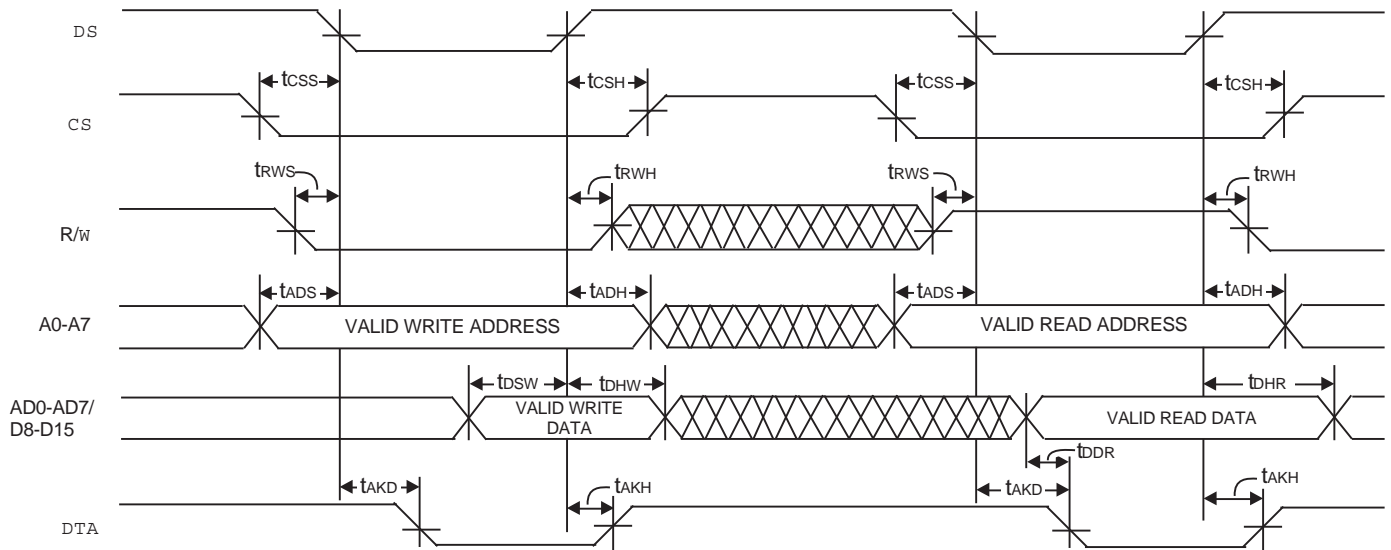 DS
tCSS
tCSH
tCSS
tCSH
CS
tRWS
tRWH
tRWS
tRWH
R/W
tADS
tADH
tADS
tADH
A0-A7
VALID WRITE ADDRESS
VALID READ ADDRESS
tDSW
tDHW
tDHR
AD0-AD7/
D8-D15
VALID WRITE
DATA
VALID READ DATA
tDDR
tAKD
tAKH
tAKD
tAKH
DTA